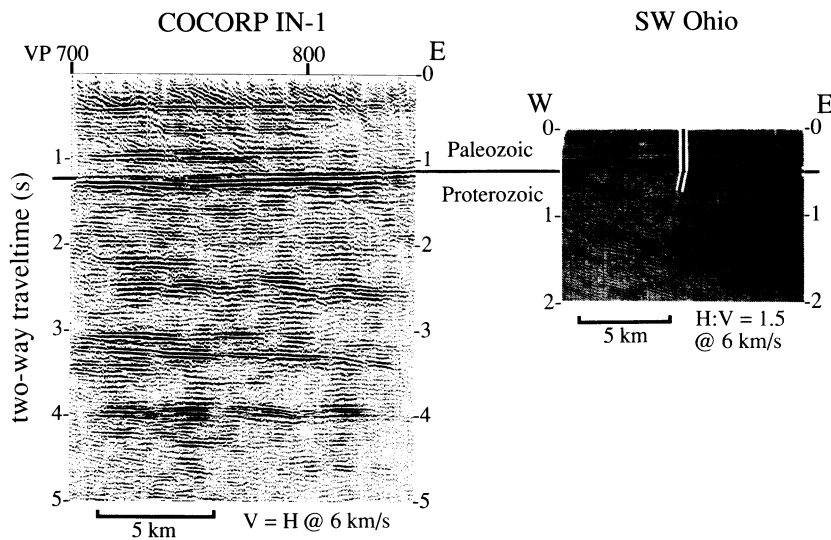 COCORP IN-1
SW Ohio
VP 700
800
E
0
W
E
0
0
1
1
Paleozoic
Proterozoic
1
1
two-way traveltime (s)
2
2
2
2
3
3
5 km
H:V = 1.5
@ 6 km/s
4
4
5
5
5 km
V = H @ 6 km/s